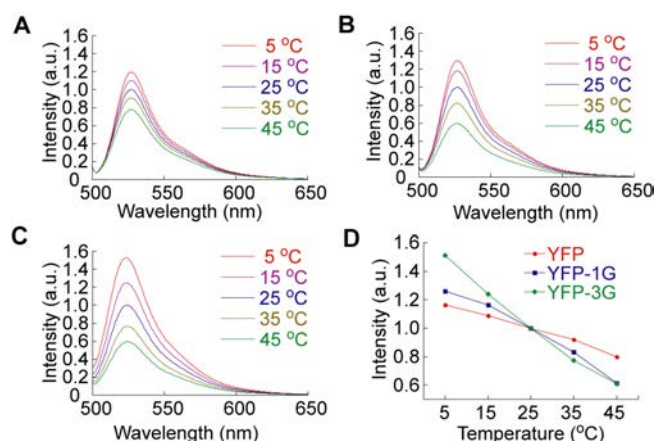 A
1.6
1.4
1.2
1.0
0.8
0.6
0.4
0.2
0
500
550
600
650
Intensity (a.u.)
Wavelength (nm)
5 °C
15 °C
25 °C
35 °C
45 °C
B
1.6
1.4
1.2
1.0
0.8
0.6
0.4
0.2
0
500
550
600
650
Intensity (a.u.)
Wavelength (nm)
5 °C
15 °C
25 °C
35 °C
45 °C
C
1.6
1.4
1.2
1.0
0.8
0.6
0.4
0.2
0
500
550
600
650
Intensity (a.u.)
Wavelength (nm)
5 °C
15 °C
25 °C
35 °C
45 °C
D
1.6
1.4
1.2
1.0
0.8
0.6
5
15
25
35
45
Intensity (a.u.)
Temperature (°C)
YFP
YFP-1G
YFP-3G